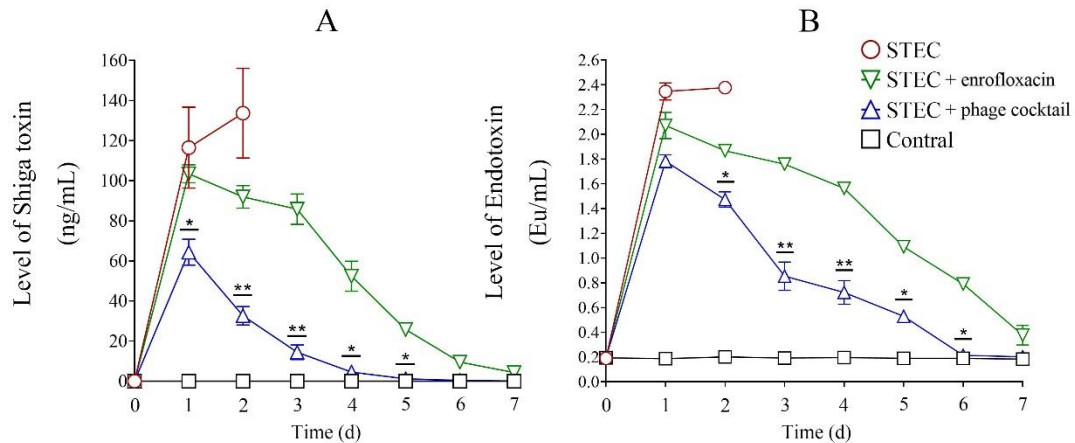 A
Level of Shiga toxin
(ng/mL)
160
140
120
100
80
60
40
20
0
*
**
**
*
*
0 1 2 3 4 5 6 7
Time (d)
B
Level of Endotoxin
(Eu/mL)
2.6
2.4
2.2
2.0
1.8
1.6
1.4
1.2
1.0
0.8
0.6
0.4
0.2
0.0
*
**
**
*
*
0 1 2 3 4 5 6 7
Time (d)
STEC
STEC + enrofloxacin
STEC + phage cocktail
Contral